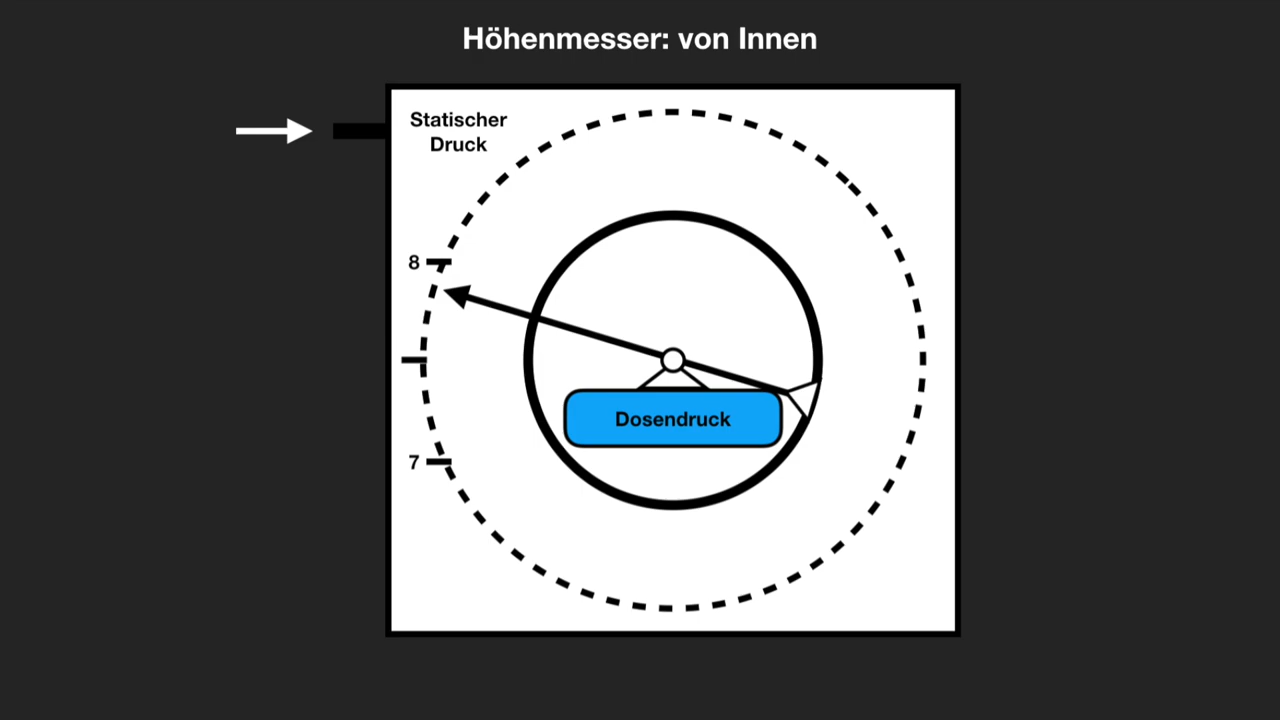 Höhenmesser: von Innen
Statischer
Druck
8
Dosendruck
7